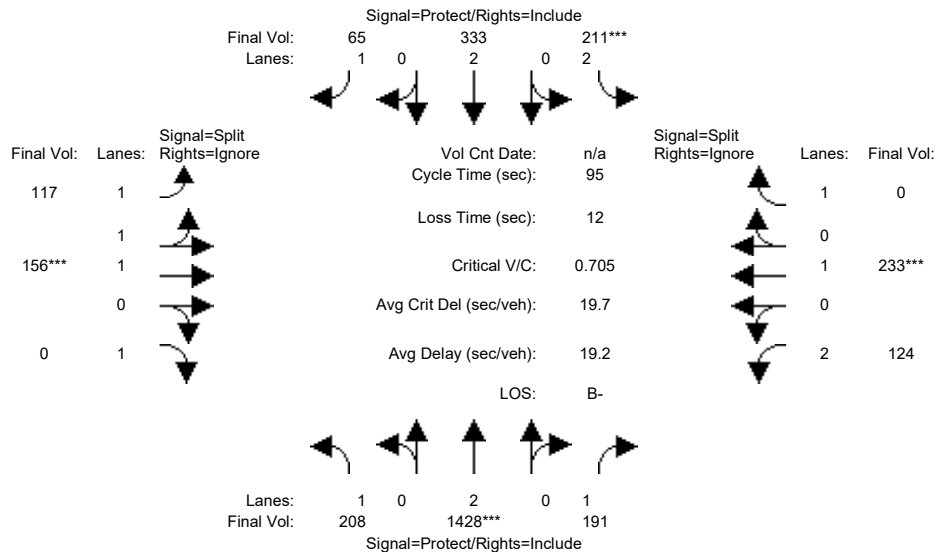 Signal=Protect/Rights=Include
Final Vol: 65 333 211***
Lanes: 1 0 2 0 2
Signal=Split
Final Vol: Lanes: Rights=Ignore
Vol Cnt Date: n/a
Signal=Split
Rights=Ignore Lanes: Final Vol:
Cycle Time (sec): 95
117 1
1 0
Loss Time (sec): 12
1
0
156*** 1
Critical V/C: 0.705
1 233***
0
Avg Crit Del (sec/veh): 19.7
0
0 1
Avg Delay (sec/veh): 19.2
2 124
LOS: B-
Lanes: 1 0 2 0 1
Final Vol: 208 1428*** 191
Signal=Protect/Rights=Include